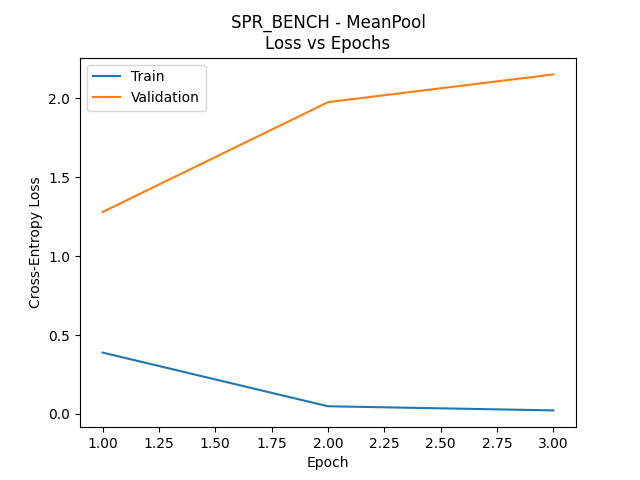 SPR_BENCH - MeanPool
Loss vs Epochs
Train
Validation
Cross-Entropy Loss
2.0
1.5
1.0
0.5
0.0
1.00 1.25 1.50 1.75 2.00 2.25 2.50 2.75 3.00
Epoch